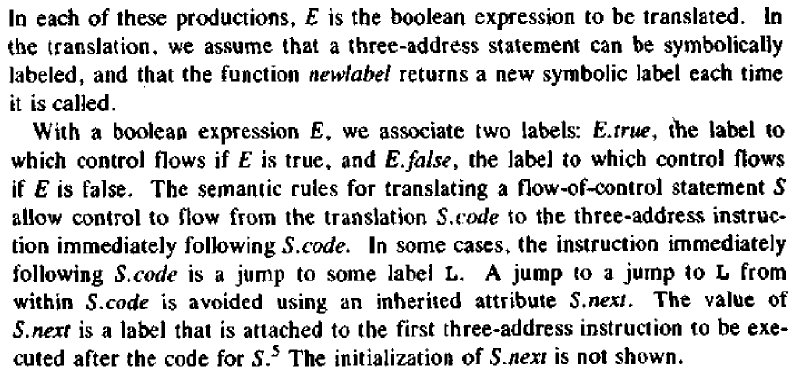 In each of these productions, E is the boolean expression to be translated. In
the translation, we assume that a three-address statement can be symbolically
labeled, and that the function newlabel returns a new symbolic label each time
it is called.
With a boolean expression E, we associate two labels: E.true, the label to
which control flows if E is true, and E.false, the label to which control flows
if E is false. The semantic rules for translating a flow-of-control statement S
allow control to flow from the translation S.code to the three-address instruc-
tion immediately following S.code. In some cases, the instruction immediately
following S.code is a jump to some label L. A jump to a jump to L from
within S.code is avoided using an inherited attribute S.next. The value of
S.next is a label that is attached to the first three-address instruction to be exe-
cuted after the code for S.⁵ The initialization of S.next is not shown.